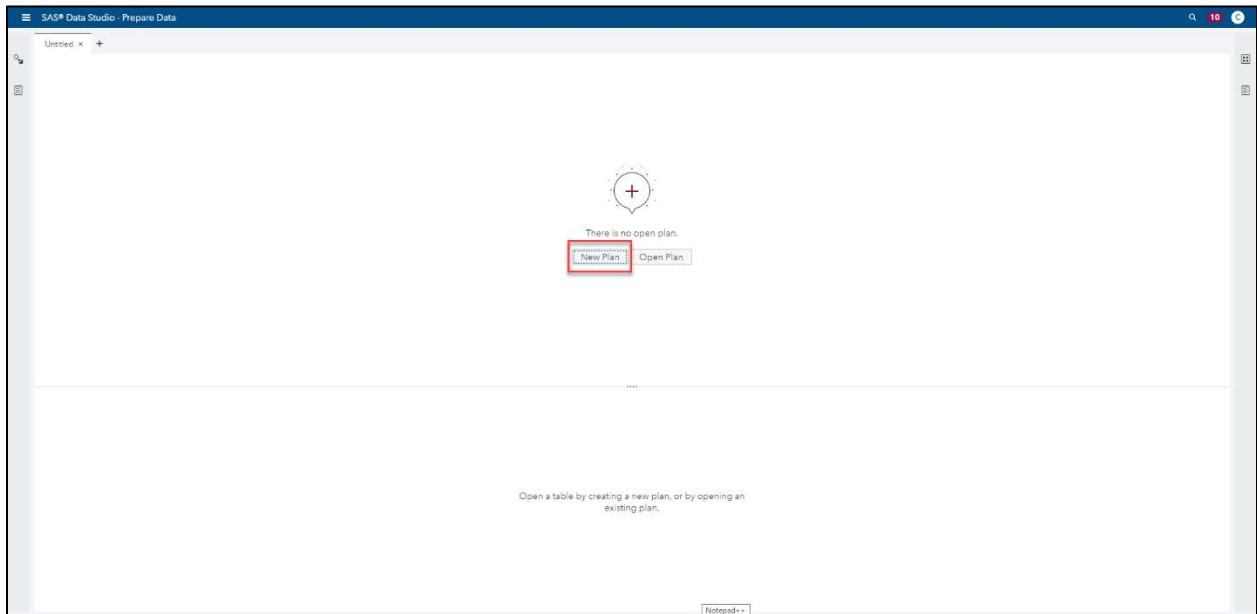 SAS® Data Studio - Prepare Data
10
C
Untitled × +
There is no open plan.
New Plan
Open Plan
Open a table by creating a new plan, or by opening an
existing plan.
Notepad++